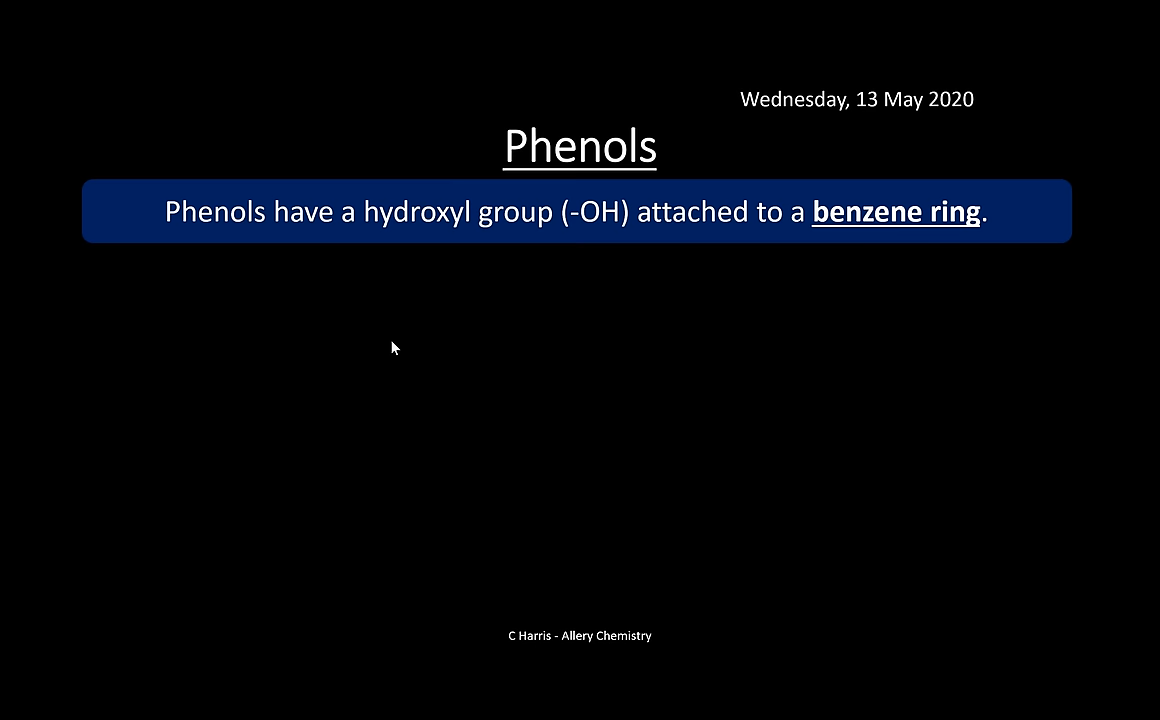 Wednesday, 13 May 2020
Phenols
Phenols have a hydroxyl group (-OH) attached to a benzene ring.
C Harris - Allery Chemistry